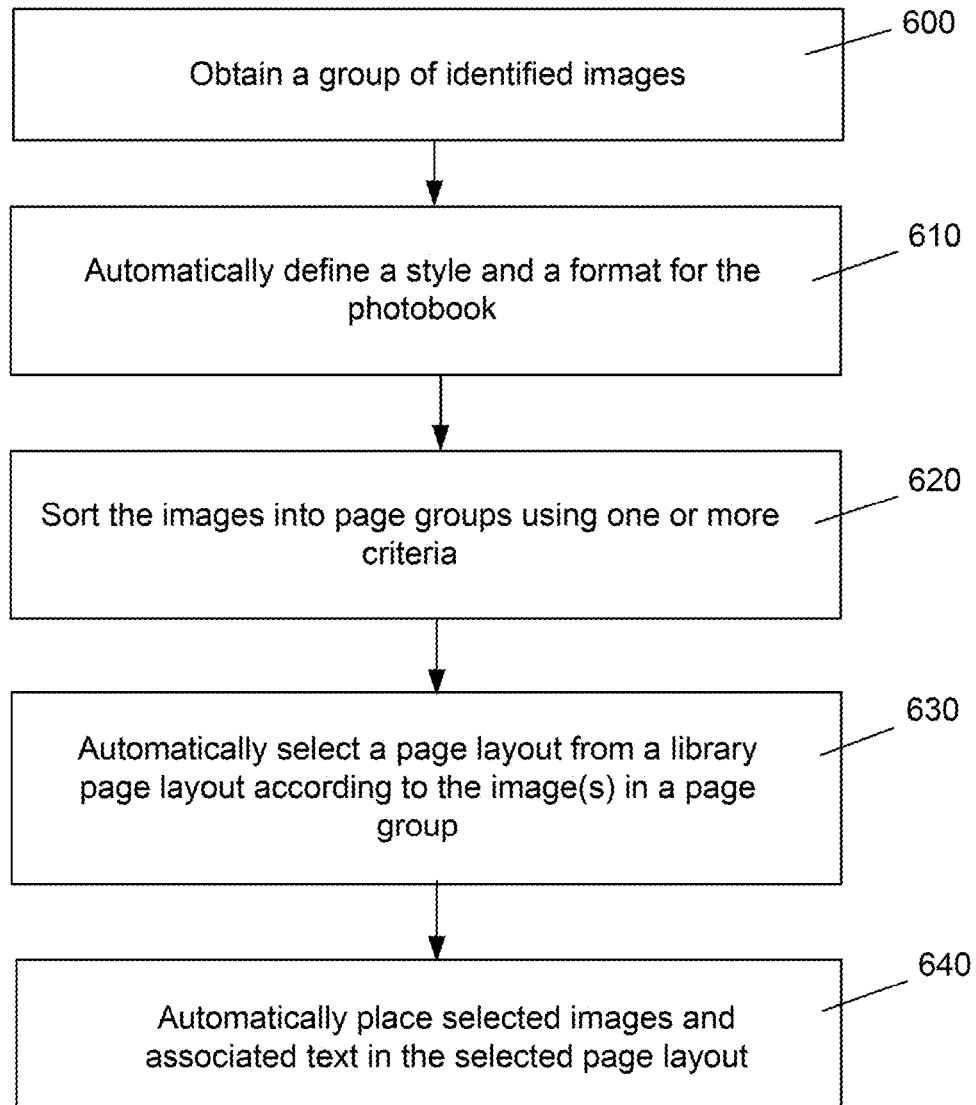 600
Obtain a group of identified images
610
Automatically define a style and a format for the
photobook
620
Sort the images into page groups using one or more
criteria
630
Automatically select a page layout from a library
page layout according to the image(s) in a page
group
640
Automatically place selected images and
associated text in the selected page layout